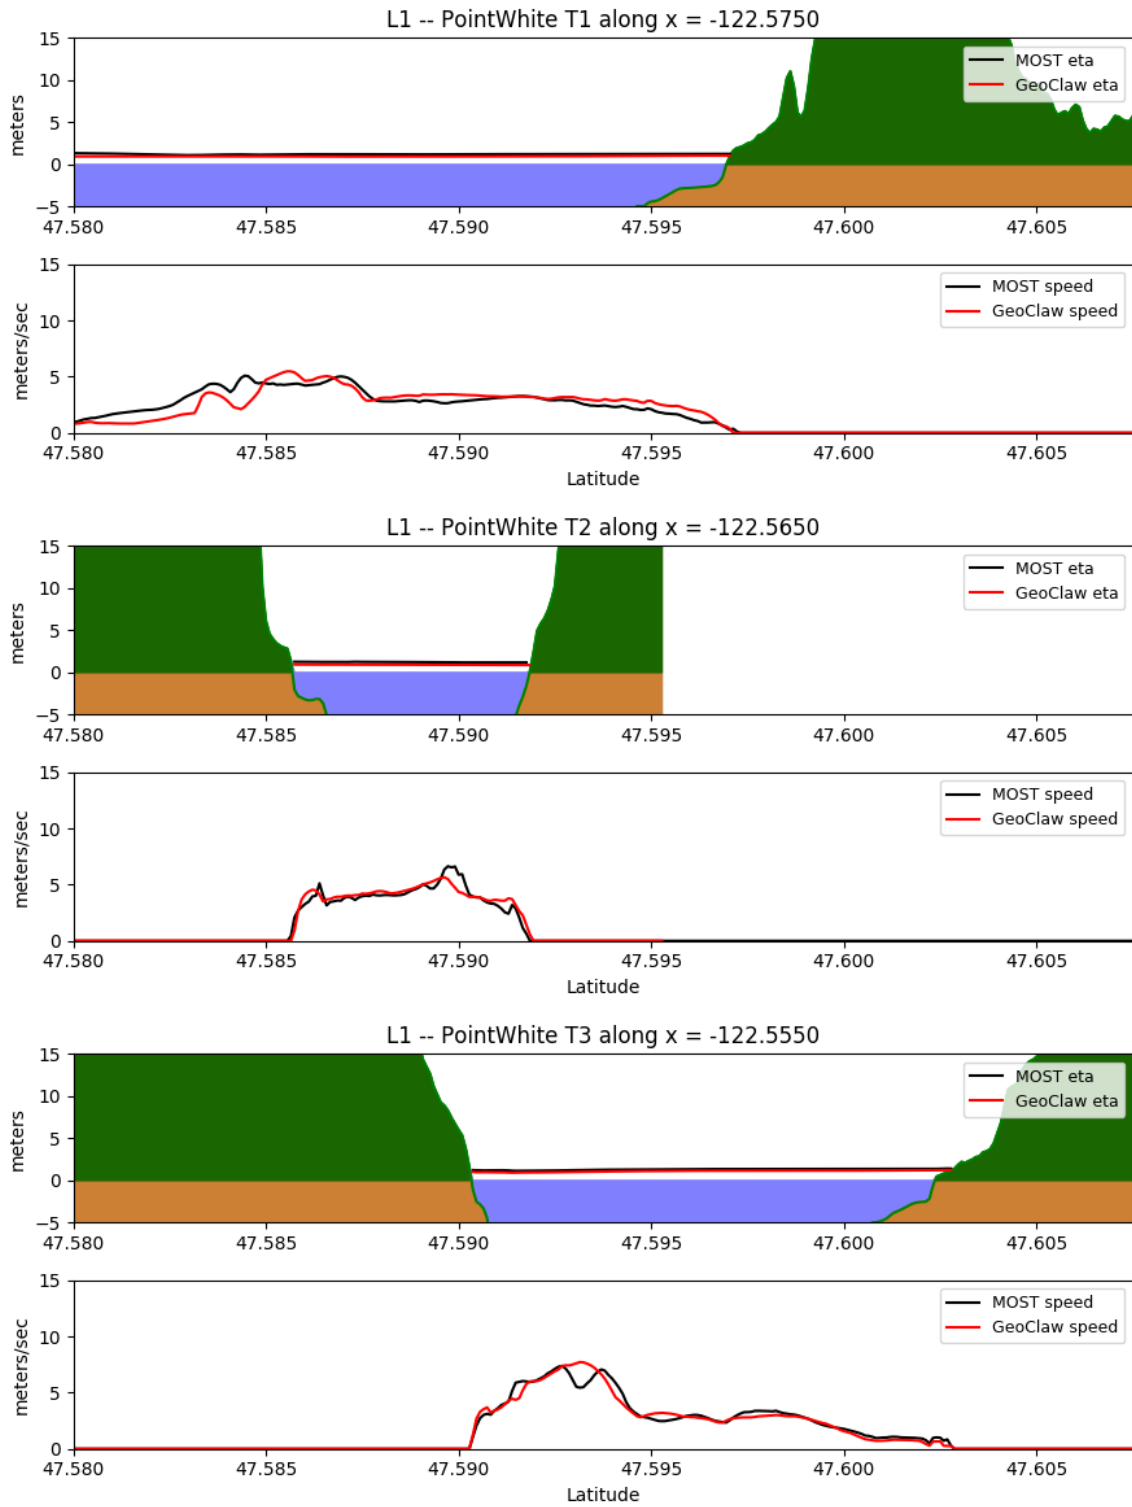 L1 -- PointWhite T1 along x = -122.5750
15
10
5
0
−5
meters
MOST eta
GeoClaw eta
47.580 47.585 47.590 47.595 47.600 47.605
15
10
5
0
meters/sec
MOST speed
GeoClaw speed
47.580 47.585 47.590 47.595 47.600 47.605
Latitude
L1 -- PointWhite T2 along x = -122.5650
15
10
5
0
−5
meters
MOST eta
GeoClaw eta
47.580 47.585 47.590 47.595 47.600 47.605
15
10
5
0
meters/sec
MOST speed
GeoClaw speed
47.580 47.585 47.590 47.595 47.600 47.605
Latitude
L1 -- PointWhite T3 along x = -122.5550
15
10
5
0
−5
meters
MOST eta
GeoClaw eta
47.580 47.585 47.590 47.595 47.600 47.605
15
10
5
0
meters/sec
MOST speed
GeoClaw speed
47.580 47.585 47.590 47.595 47.600 47.605
Latitude